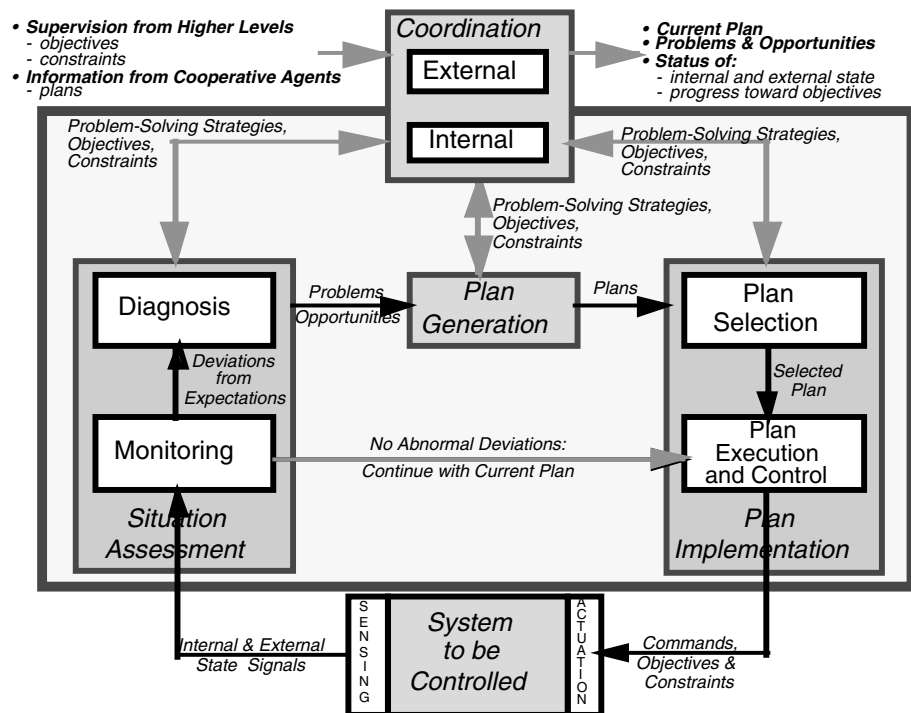 • Supervision from Higher Levels
- objectives
- constraints
• Information from Cooperative Agents
- plans
Coordination
External
Internal
• Current Plan
• Problems & Opportunities
• Status of:
- internal and external state
- progress toward objectives
Problem-Solving Strategies,
Objectives,
Constraints
Problem-Solving Strategies,
Objectives,
Constraints
Problem-Solving Strategies,
Objectives,
Constraints
Diagnosis
Problems
Opportunities
Plan
Generation
Plans
Plan
Selection
Deviations
from
Expectations
Selected
Plan
Monitoring
No Abnormal Deviations:
Continue with Current Plan
Plan
Execution
and Control
Situation
Assessment
Plan
Implementation
Internal & External
State Signals
SENSING
System
to be
Controlled
ACTUATION
Commands,
Objectives &
Constraints